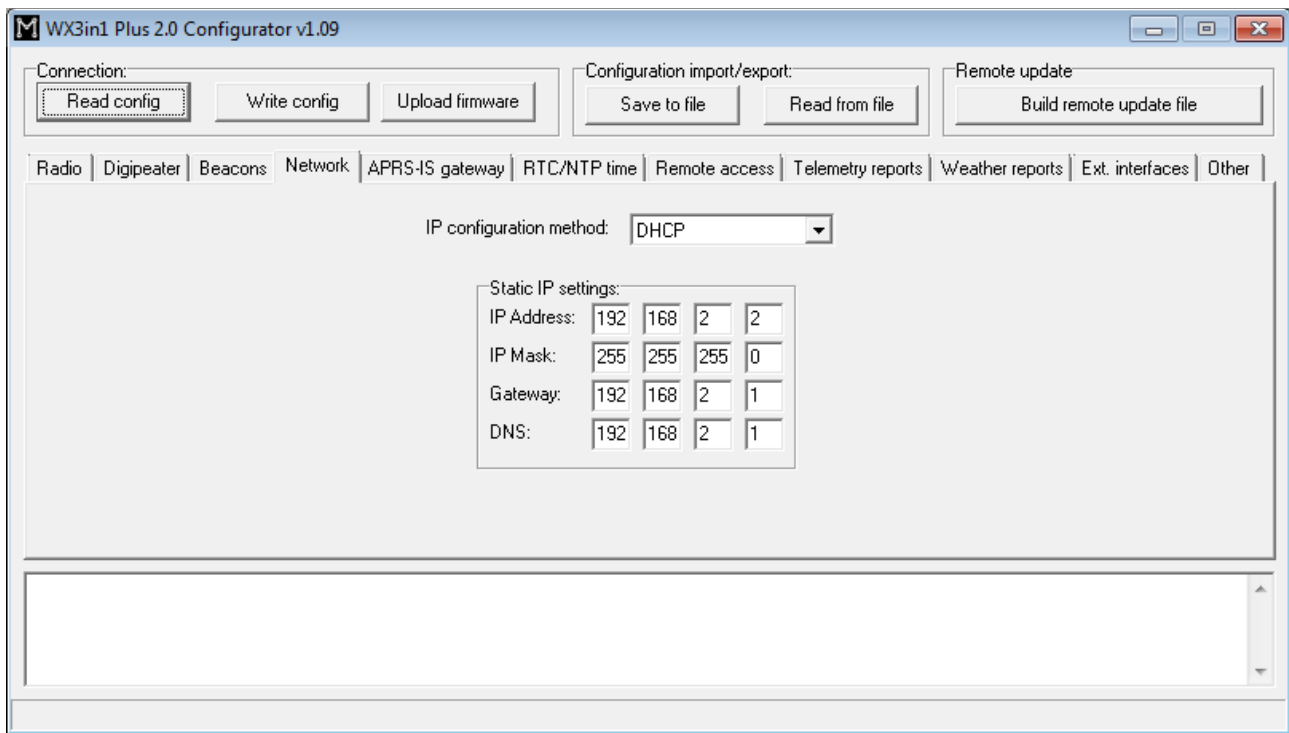 WX3in1 Plus 2.0 Configurator v1.09
Connection: Configuration import/export: Remote update
Read config Write config Upload firmware Save to file Read from file Build remote update file
Radio Digipeater Beacons Network APRS-IS gateway RTC/NTP time Remote access Telemetry reports Weather reports Ext. interfaces Other
IP configuration method: DHCP
Static IP settings:
IP Address: 192 168 2 2
IP Mask: 255 255 255 0
Gateway: 192 168 2 1
DNS: 192 168 2 1